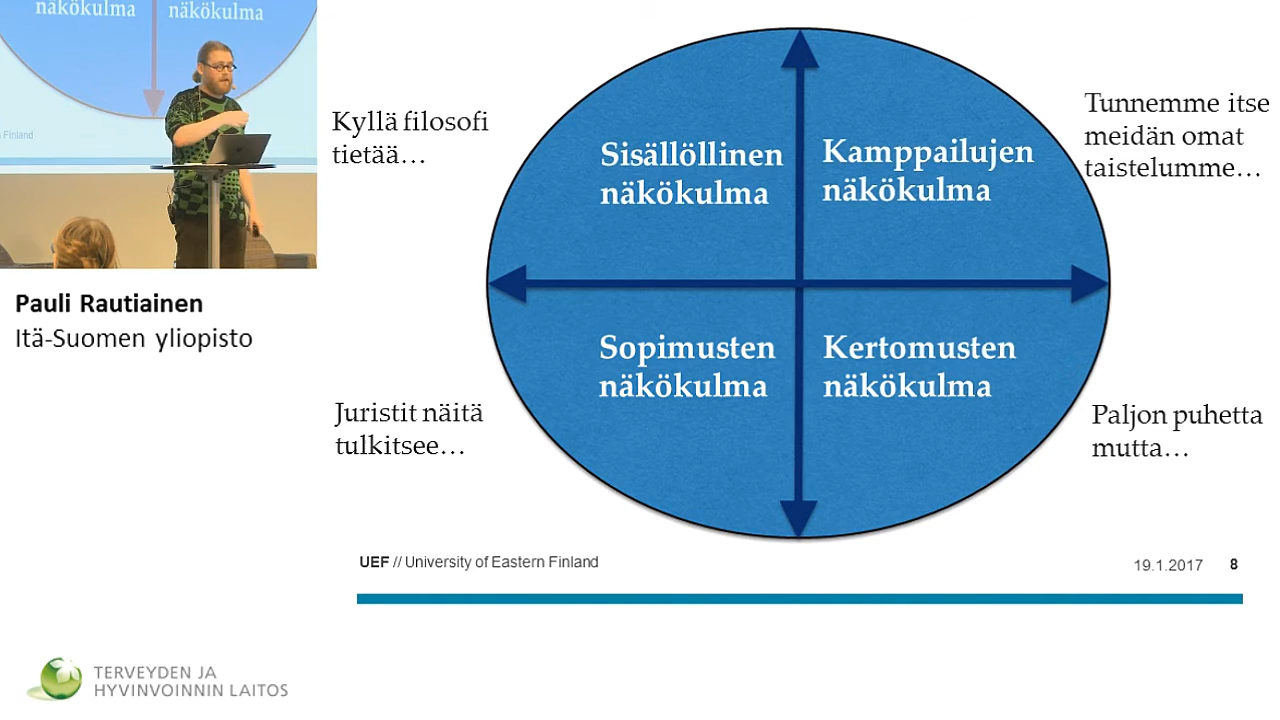 näkökulma
näkökulma
Finland
Pauli Rautiainen
Itä-Suomen yliopisto
Kyllä filosofi
tietää…
Sisällöllinen
näkökulma
Kamppailujen
näkökulma
Tunnemme itse
meidän omat
taistelumme…
Juristit näitä
tulkitsee…
Sopimusten
näkökulma
Kertomusten
näkökulma
Paljon puhetta
mutta…
UEF // University of Eastern Finland
19.1.2017
8
TERVEYDEN JA
HYVINVOINNIN LAITOS